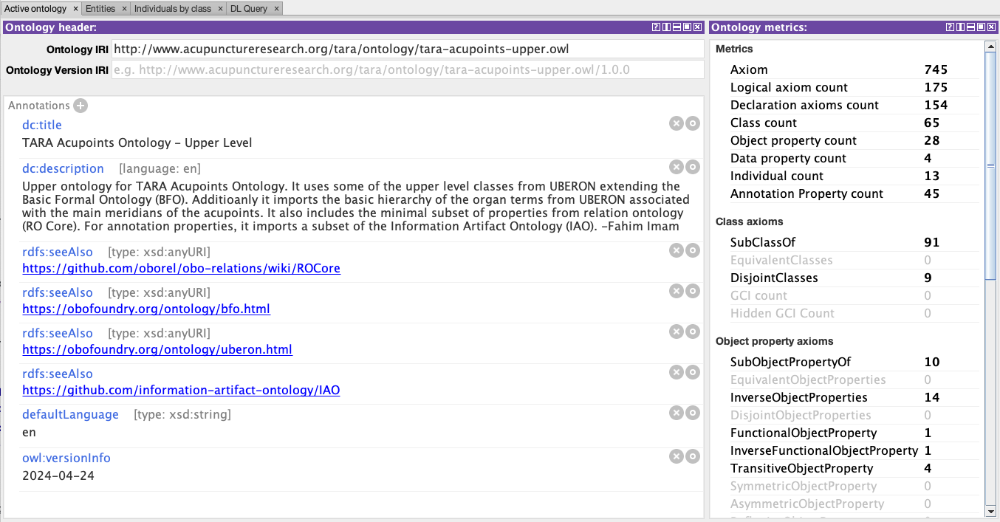 Active ontology × Entities × Individuals by class × DL Query ×
Ontology header:
Ontology IRI http://www.acupunctureresearch.org/tara/ontology/tara-acupoints-upper.owl
Ontology Version IRI e.g. http://www.acupunctureresearch.org/tara/ontology/tara-acupoints-upper.owl/1.0.0
Annotations
dc:title
TARA Acupoints Ontology – Upper Level
dc:description [language: en]
Upper ontology for TARA Acupoints Ontology. It uses some of the upper level classes from UBERON extending the
Basic Formal Ontology (BFO). Additioanly it imports the basic hierarchy of the organ terms from UBERON associated
with the main meridians of the acupoints. It also includes the minimal subset of properties from relation ontology
(RO Core). For annotation properties, it imports a subset of the Information Artifact Ontology (IAO). –Fahim Imam
rdfs:seeAlso [type: xsd:anyURI]
https://github.com/oborel/obo-relations/wiki/ROCore
rdfs:seeAlso [type: xsd:anyURI]
https://obofoundry.org/ontology/bfo.html
rdfs:seeAlso [type: xsd:anyURI]
https://obofoundry.org/ontology/uberon.html
rdfs:seeAlso
https://github.com/information-artifact-ontology/IAO
defaultLanguage [type: xsd:string]
en
owl:versionInfo
2024-04-24
Ontology metrics:
Metrics
Axiom 745
Logical axiom count 175
Declaration axioms count 154
Class count 65
Object property count 28
Data property count 4
Individual count 13
Annotation Property count 45
Class axioms
SubClassOf 91
EquivalentClasses 0
DisjointClasses 9
GCI count 0
Hidden GCI Count 0
Object property axioms
SubObjectPropertyOf 10
EquivalentObjectProperties 0
InverseObjectProperties 14
DisjointObjectProperties 0
FunctionalObjectProperty 1
InverseFunctionalObjectProperty 1
TransitiveObjectProperty 4
SymmetricObjectProperty 0
AsymmetricObjectProperty 0